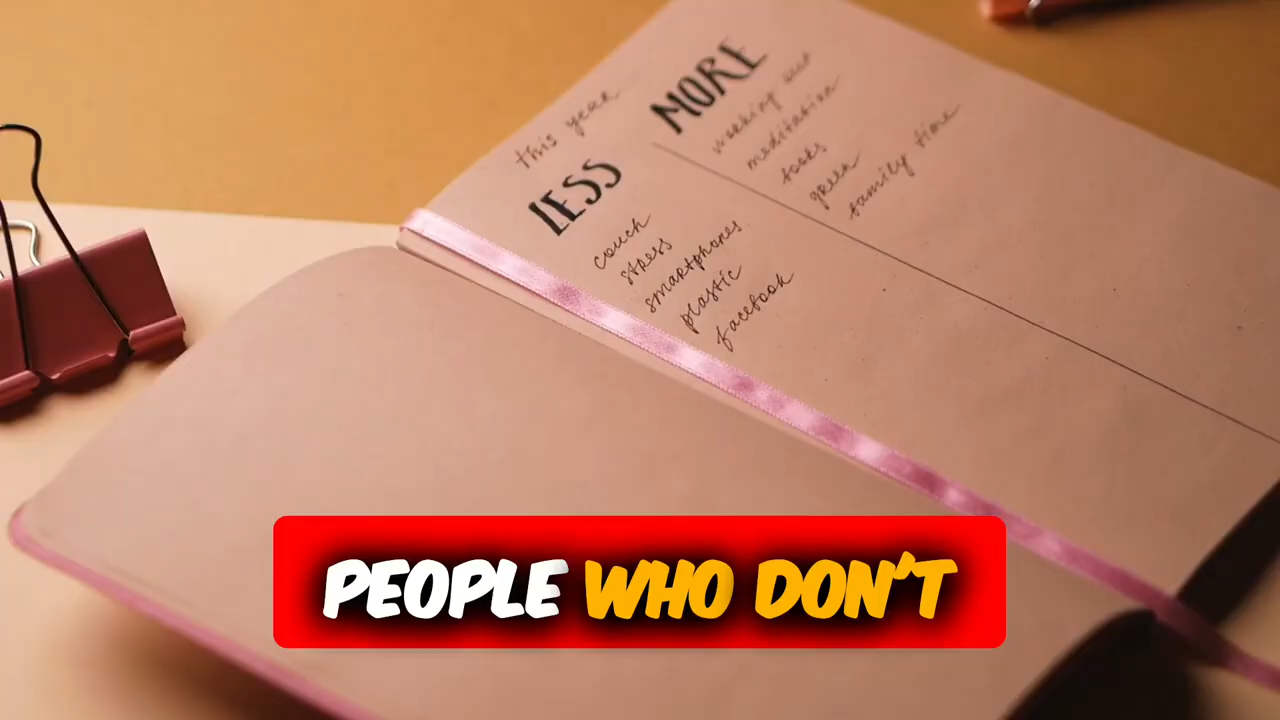 this year
LESS
couch
stress
smartphones
plastic
facebook
MORE
working out
meditation
books
green
family time
PEOPLE WHO DON'T